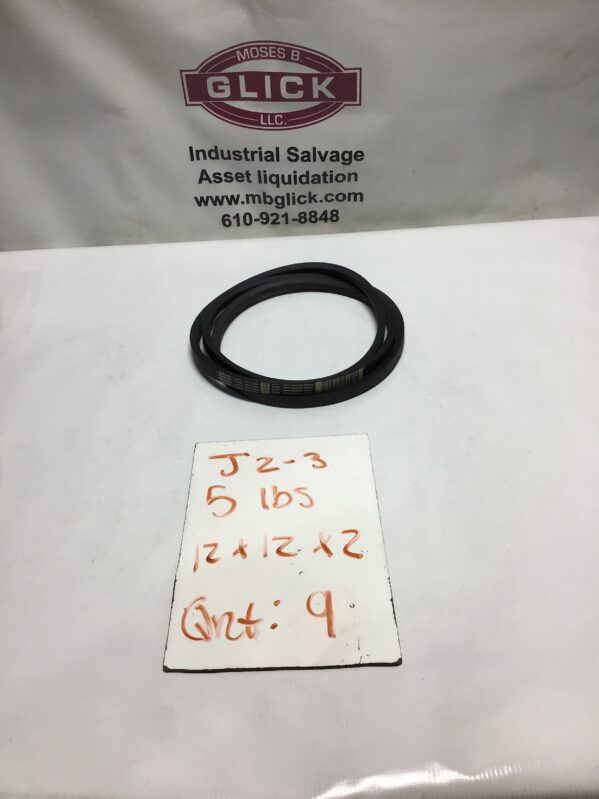 MOSES B.
GLICK
LLC.
Industrial Salvage
Asset liquidation
www.mbglick.com
610-921-8848
J2-3
5 lbs
12 x 12 x 2
Qnt: 9